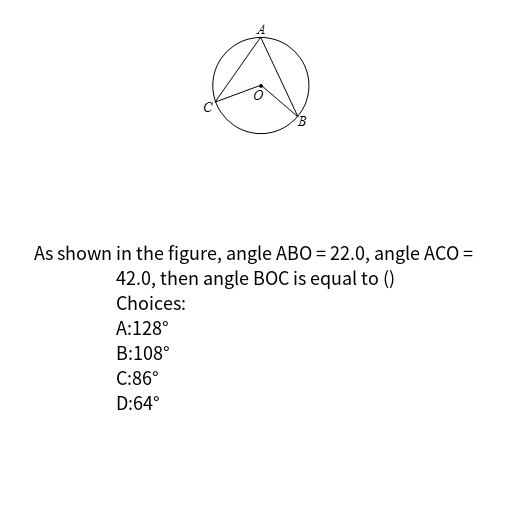 A
O
C
B
As shown in the figure, angle ABO = 22.0, angle ACO =
42.0, then angle BOC is equal to ()
Choices:
A:128°
B:108°
C:86°
D:64°